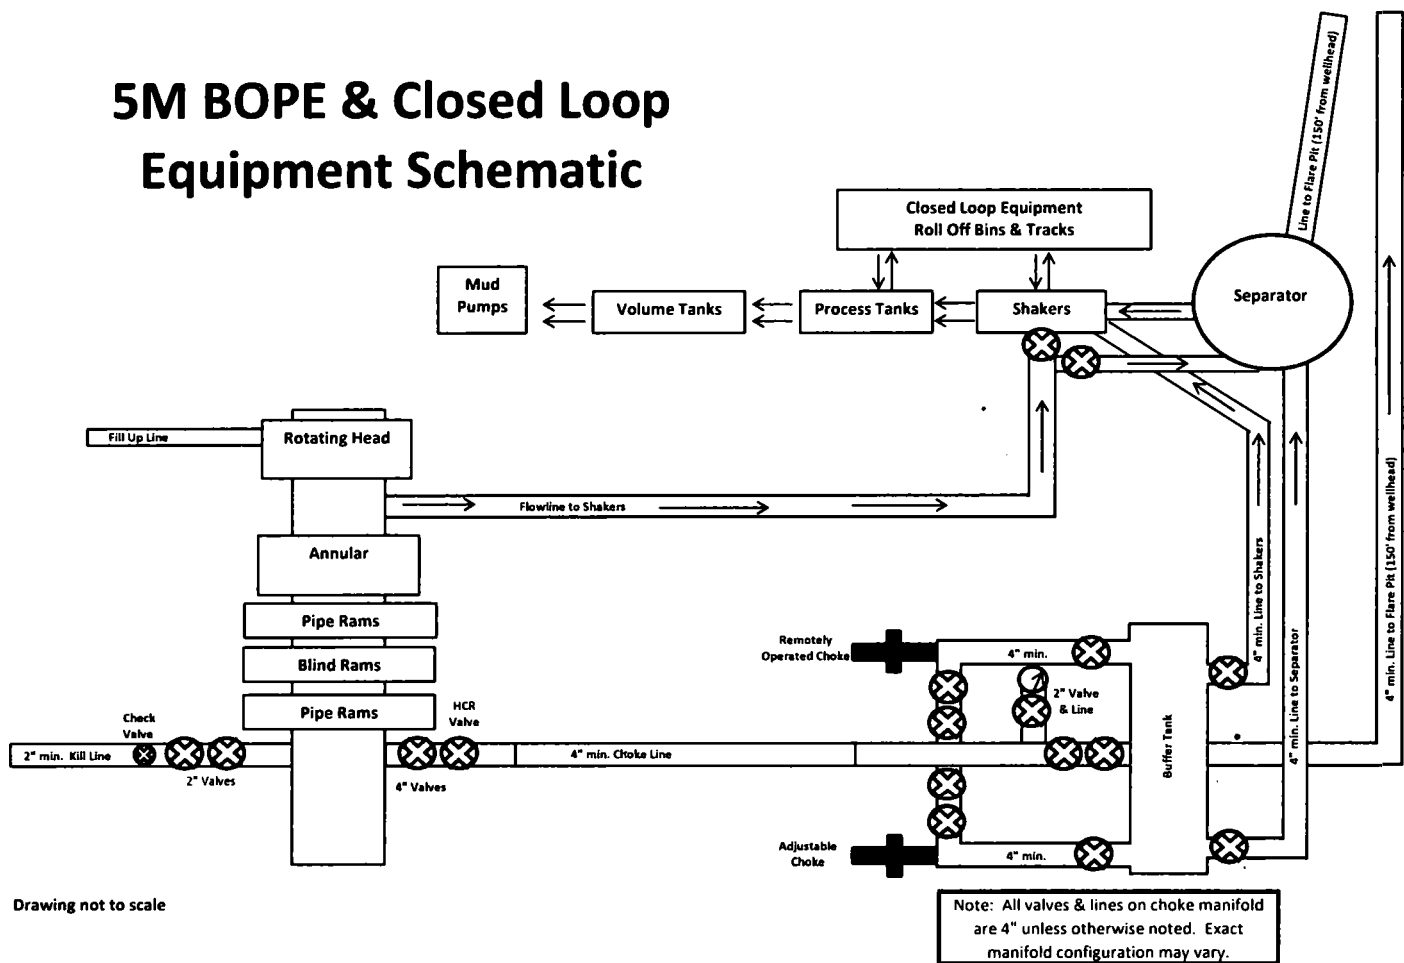 5M BOPE & Closed Loop
Equipment Schematic
Line to Flare Pit (150' from wellhead)
Closed Loop Equipment
Roll Off Bins & Tracks
Mud
Pumps
Volume Tanks
Process Tanks
Shakers
Separator
Fill Up Line
Rotating Head
Flowline to Shakers
Annular
Pipe Rams
Blind Rams
Pipe Rams
Check
Valve
HCR
Valve
2" min. Kill Line
2" Valves
4" Valves
4" min. Choke Line
Remotely
Operated Choke
4" min.
2" Valve
& Line
Buffer Tank
4" min. Line to Shakers
4" min. Line to Separator
4" min. Line to Flare Pit (150' from wellhead)
Adjustable
Choke
4" min.
Drawing not to scale
Note: All valves & lines on choke manifold
are 4" unless otherwise noted. Exact
manifold configuration may vary.